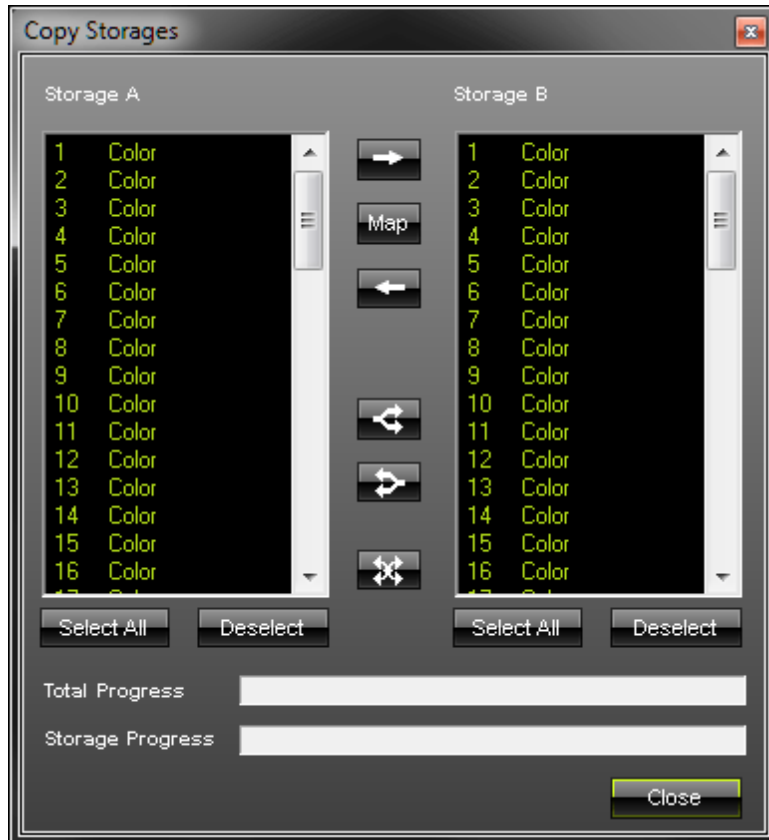 Copy Storages
Storage A
Storage B
1 Color
2 Color
3 Color
4 Color
5 Color
6 Color
7 Color
8 Color
9 Color
10 Color
11 Color
12 Color
13 Color
14 Color
15 Color
16 Color
Map
1 Color
2 Color
3 Color
4 Color
5 Color
6 Color
7 Color
8 Color
9 Color
10 Color
11 Color
12 Color
13 Color
14 Color
15 Color
16 Color
Select All
Deselect
Select All
Deselect
Total Progress
Storage Progress
Close